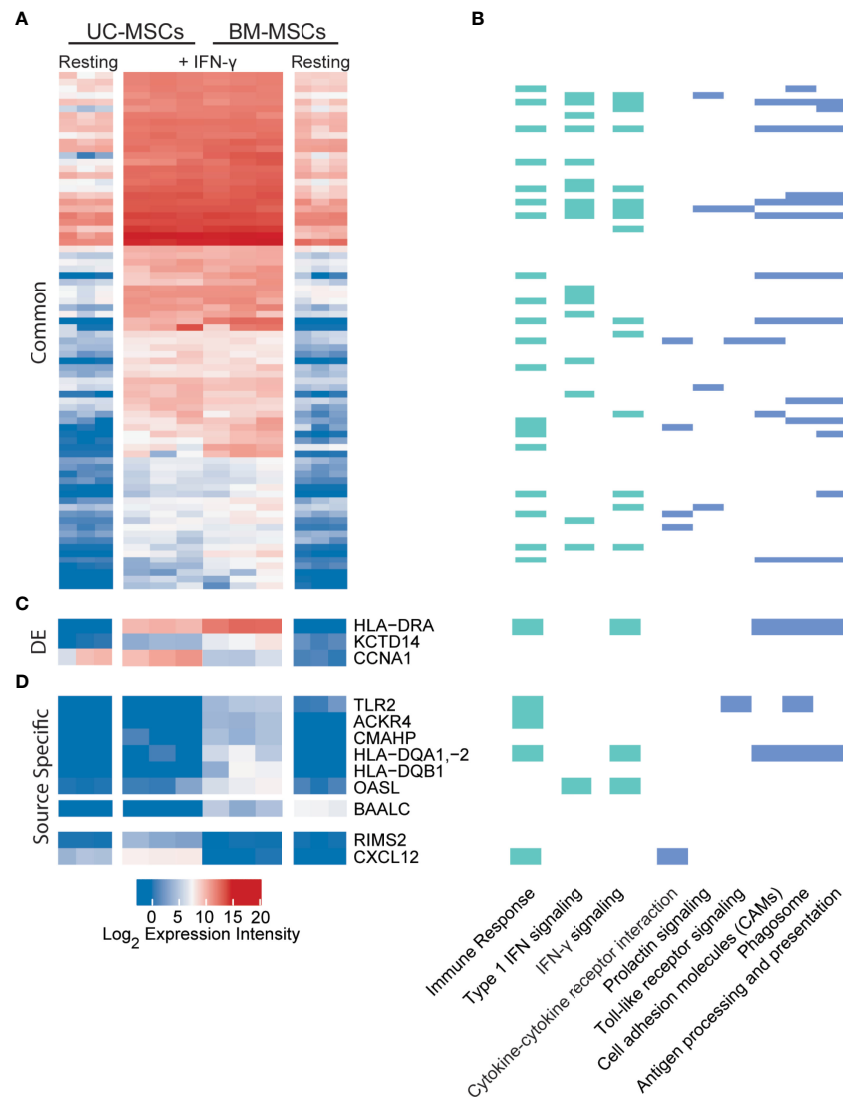 A
B
UC-MSCs
BM-MSCs
Resting
+ IFN-γ
Resting
Common
C
DE
HLA−DRA
KCTD14
CCNA1
D
Source Specific
TLR2
ACKR4
CMAHP
HLA−DQA1,-2
HLA−DQB1
OASL
BAALC
RIMS2
CXCL12
0 5 10 15 20
Log2 Expression Intensity
Immune Response
Type 1 IFN signaling
IFN-γ signaling
Cytokine-cytokine receptor interaction
Prolactin signaling
Toll-like receptor signaling
Cell adhesion molecules (CAMs)
Phagosome
Antigen processing and presentation